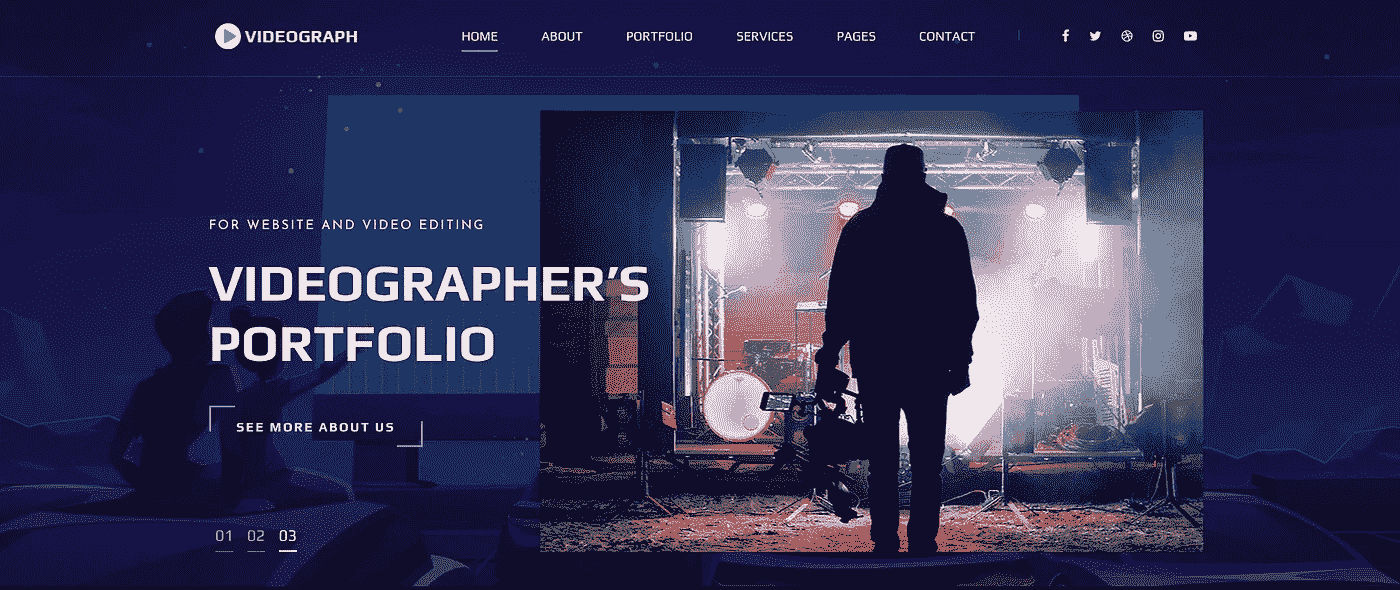 VIDEOGRAPH
HOME ABOUT PORTFOLIO SERVICES PAGES CONTACT
FOR WEBSITE AND VIDEO EDITING
VIDEOGRAPHER’S
PORTFOLIO
SEE MORE ABOUT US
01 02 03